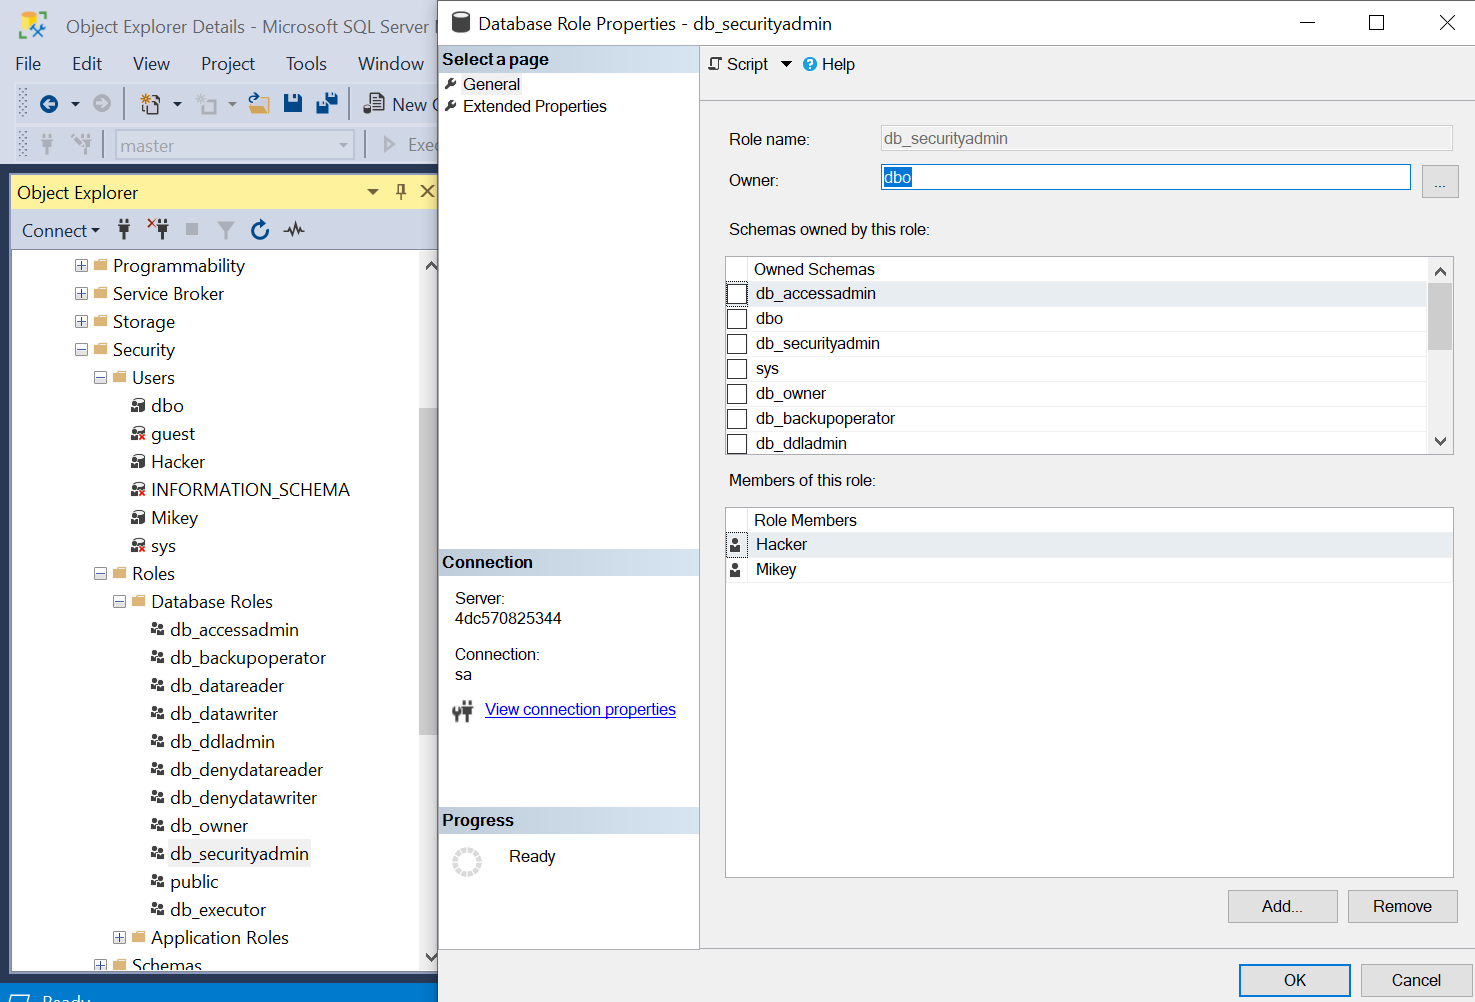 Object Explorer Details - Microsoft SQL Server
File Edit View Project Tools Window
New
master
Object Explorer
Connect
Programmability
Service Broker
Storage
Security
Users
dbo
guest
Hacker
INFORMATION_SCHEMA
Mikey
sys
Roles
Database Roles
db_accessadmin
db_backupoperator
db_datareader
db_datawriter
db_ddladmin
db_denydatareader
db_denydatawriter
db_owner
db_securityadmin
public
db_executor
Application Roles
Schemas
Ready
Database Role Properties - db_securityadmin
Select a page
General
Extended Properties
Connection
Server:
4dc570825344
Connection:
sa
View connection properties
Progress
Ready
Script Help
Role name: db_securityadmin
Owner: dbo ...
Schemas owned by this role:
Owned Schemas
db_accessadmin
dbo
db_securityadmin
sys
db_owner
db_backupoperator
db_ddladmin
Members of this role:
Role Members
Hacker
Mikey
Add... Remove
OK Cancel